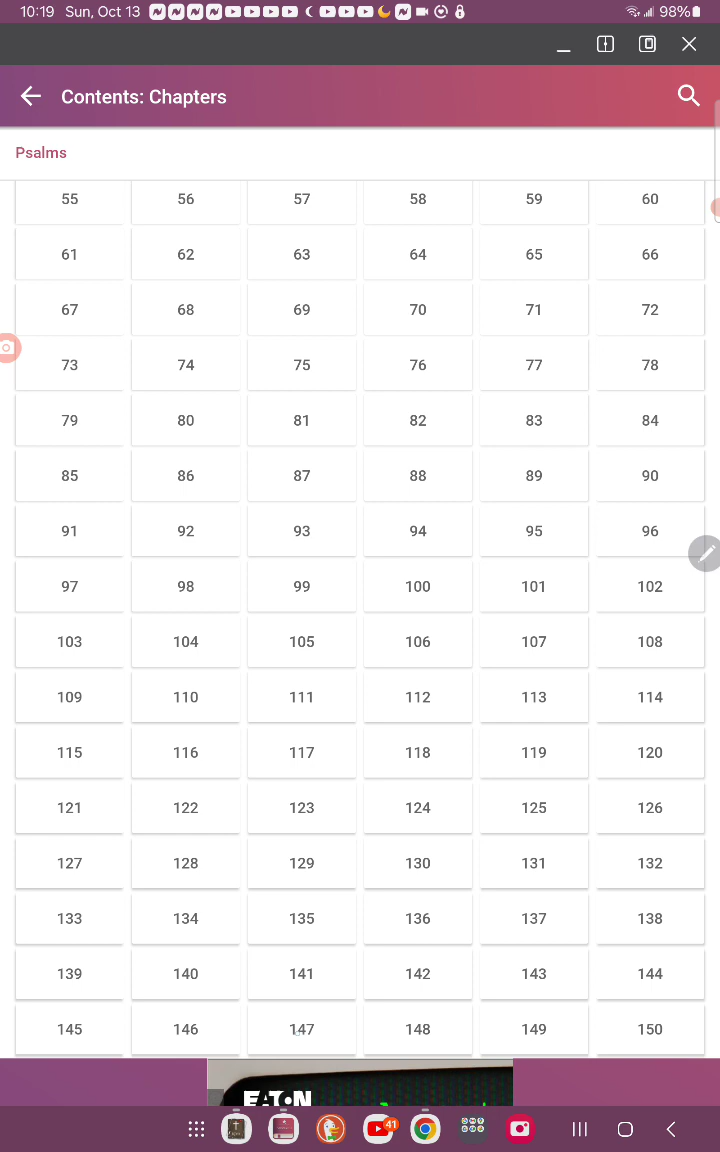 10:19 Sun, Oct 13 98%
Contents: Chapters
Psalms
55 56 57 58 59 60
61 62 63 64 65 66
67 68 69 70 71 72
73 74 75 76 77 78
79 80 81 82 83 84
85 86 87 88 89 90
91 92 93 94 95 96
97 98 99 100 101 102
103 104 105 106 107 108
109 110 111 112 113 114
115 116 117 118 119 120
121 122 123 124 125 126
127 128 129 130 131 132
133 134 135 136 137 138
139 140 141 142 143 144
145 146 147 148 149 150
EATON
41